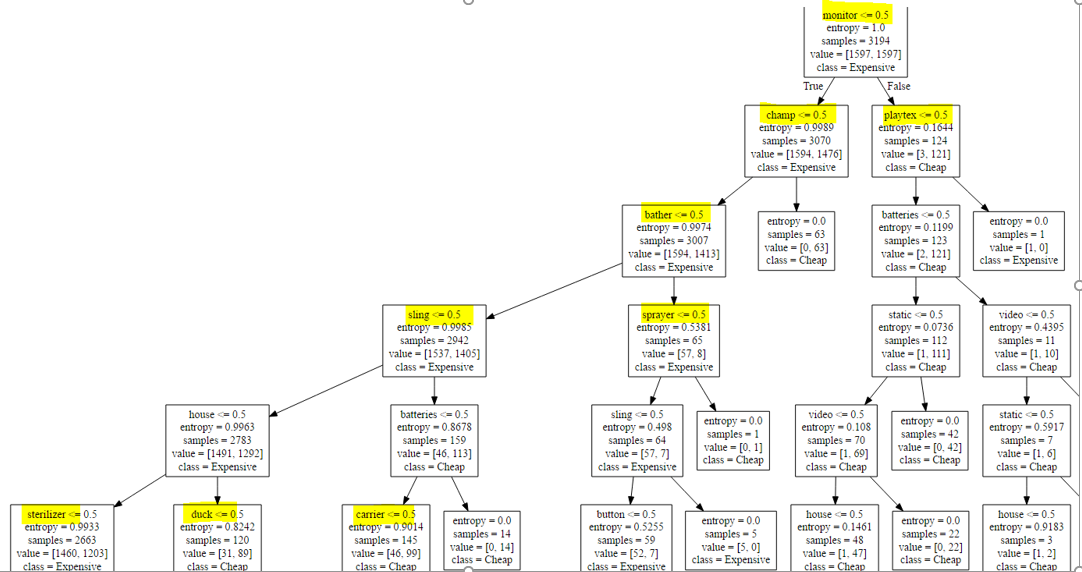 monitor <= 0.5
entropy = 1.0
samples = 3194
value = [1597, 1597]
class = Expensive
True
False
champ <= 0.5
entropy = 0.9989
samples = 3070
value = [1594, 1476]
class = Expensive
playtex <= 0.5
entropy = 0.1644
samples = 124
value = [3, 121]
class = Cheap
bather <= 0.5
entropy = 0.9974
samples = 3007
value = [1594, 1413]
class = Expensive
entropy = 0.0
samples = 63
value = [0, 63]
class = Cheap
batteries <= 0.5
entropy = 0.1199
samples = 123
value = [2, 121]
class = Cheap
entropy = 0.0
samples = 1
value = [1, 0]
class = Expensive
sling <= 0.5
entropy = 0.9985
samples = 2942
value = [1537, 1405]
class = Expensive
sprayer <= 0.5
entropy = 0.5381
samples = 65
value = [57, 8]
class = Expensive
static <= 0.5
entropy = 0.0736
samples = 112
value = [1, 111]
class = Cheap
video <= 0.5
entropy = 0.4395
samples = 11
value = [1, 10]
class = Cheap
house <= 0.5
entropy = 0.9963
samples = 2783
value = [1491, 1292]
class = Expensive
batteries <= 0.5
entropy = 0.8678
samples = 159
value = [46, 113]
class = Cheap
sling <= 0.5
entropy = 0.498
samples = 64
value = [57, 7]
class = Expensive
entropy = 0.0
samples = 1
value = [0, 1]
class = Cheap
video <= 0.5
entropy = 0.108
samples = 70
value = [1, 69]
class = Cheap
entropy = 0.0
samples = 42
value = [0, 42]
class = Cheap
static <= 0.5
entropy = 0.5917
samples = 7
value = [1, 6]
class = Cheap
sterilizer <= 0.5
entropy = 0.9933
samples = 2663
value = [1460, 1203]
class = Expensive
duck <= 0.5
entropy = 0.8242
samples = 120
value = [31, 89]
class = Cheap
carrier <= 0.5
entropy = 0.9014
samples = 145
value = [46, 99]
class = Cheap
entropy = 0.0
samples = 14
value = [0, 14]
class = Cheap
button <= 0.5
entropy = 0.5255
samples = 59
value = [52, 7]
class = Expensive
entropy = 0.0
samples = 5
value = [5, 0]
class = Expensive
house <= 0.5
entropy = 0.1461
samples = 48
value = [1, 47]
class = Cheap
entropy = 0.0
samples = 22
value = [0, 22]
class = Cheap
house <= 0.5
entropy = 0.9183
samples = 3
value = [1, 2]
class = Cheap